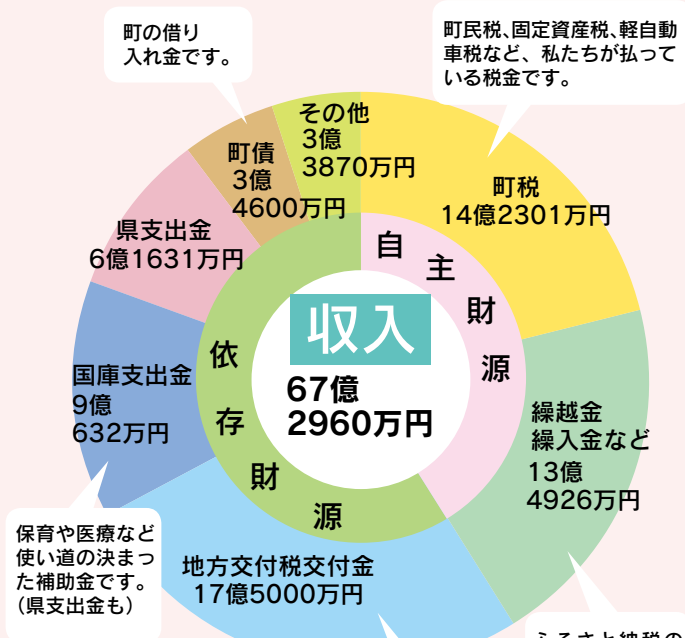 町の借り
入れ金です。
町民税、固定資産税、軽自動
車税など、私たちが払って
いる税金です。
その他
3億
3870万円
町債
3億
4600万円
町税
14億2301万円
県支出金
6億1631万円
自主財源
収入
67億
2960万円
依存財源
国庫支出金
9億
632万円
繰越金
繰入金など
13億
4926万円
保育や医療など
使い道の決まっ
た補助金です。
（県支出金も）
地方交付税交付金
17億5000万円
ふるさと納税の